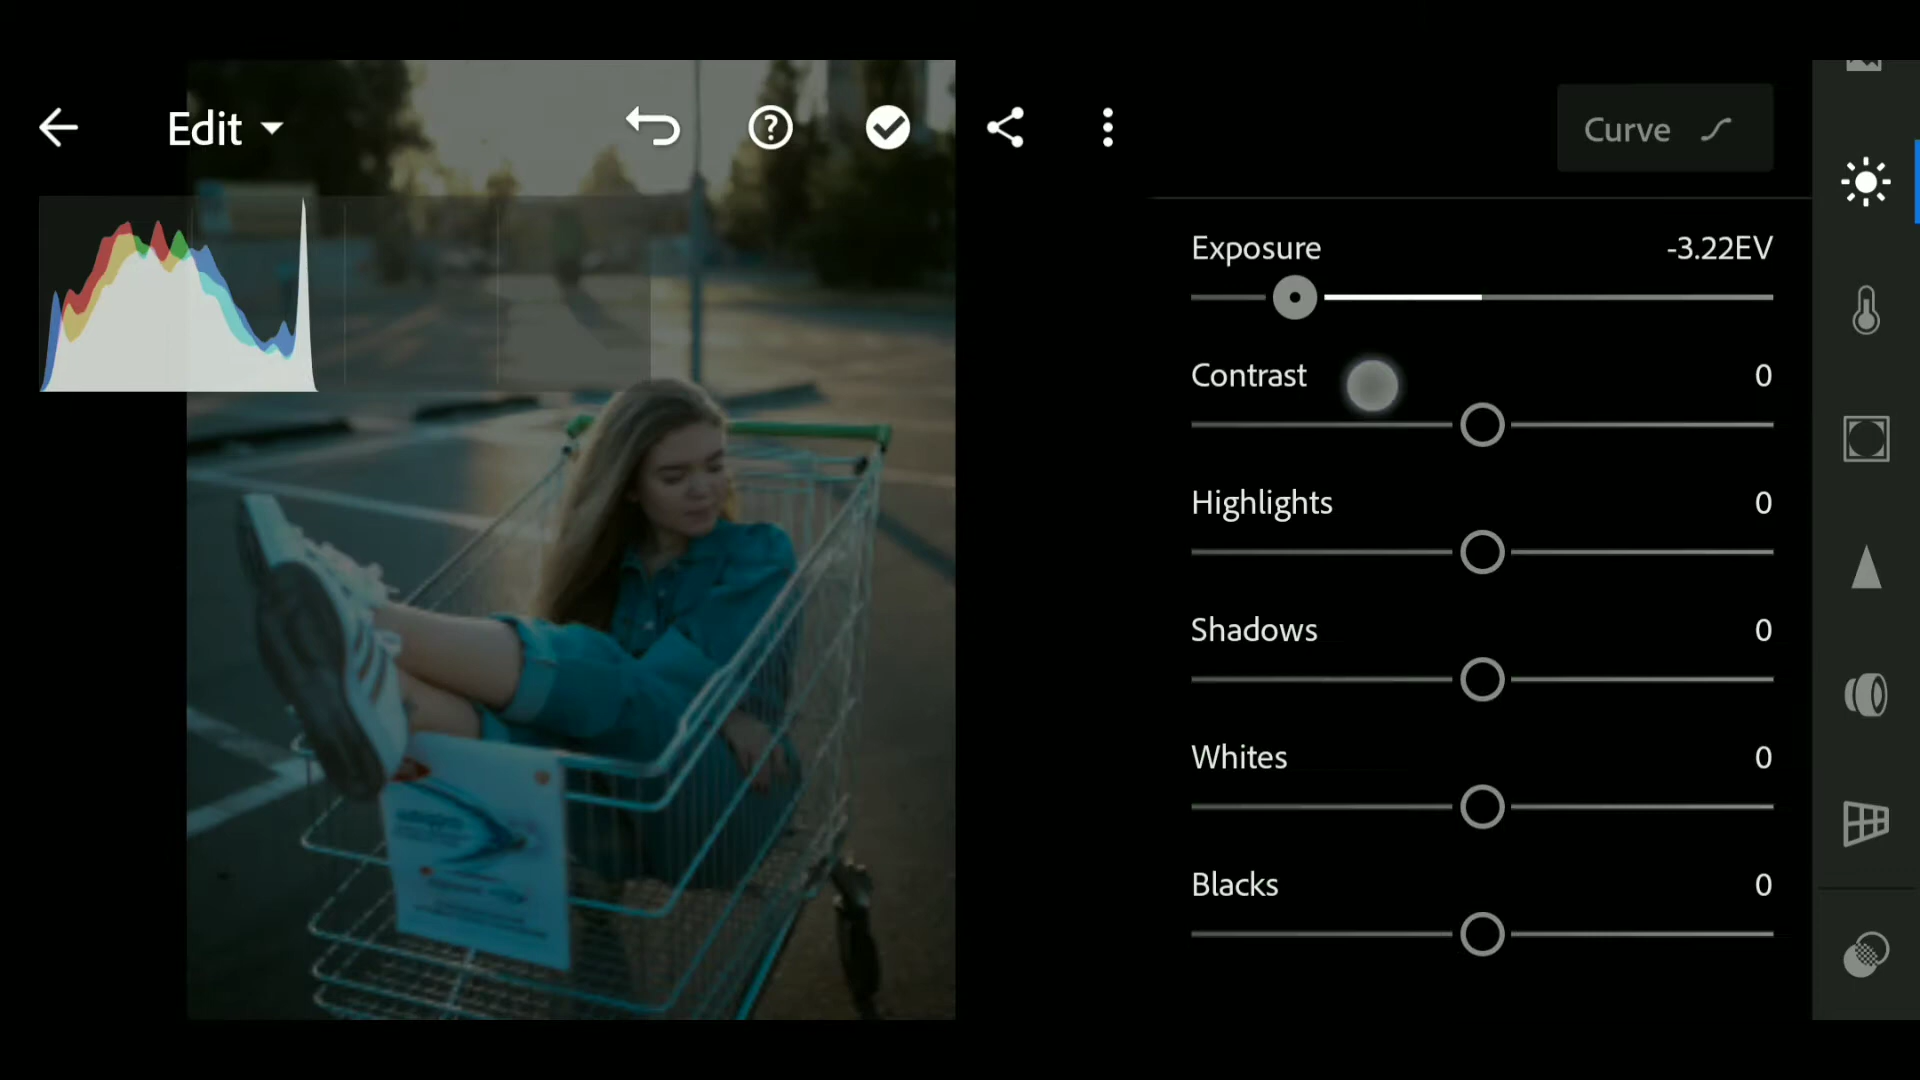 Edit
Curve
Exposure -3.22EV
Contrast 0
Highlights 0
Shadows 0
Whites 0
Blacks 0